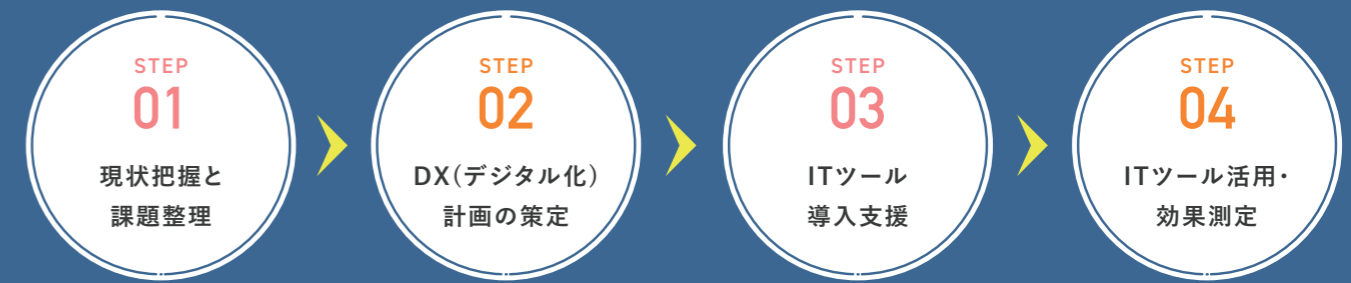 STEP
01
現状把握と
課題整理
STEP
02
DX(デジタル化)
計画の策定
STEP
03
ITツール
導入支援
STEP
04
ITツール活用・
効果測定